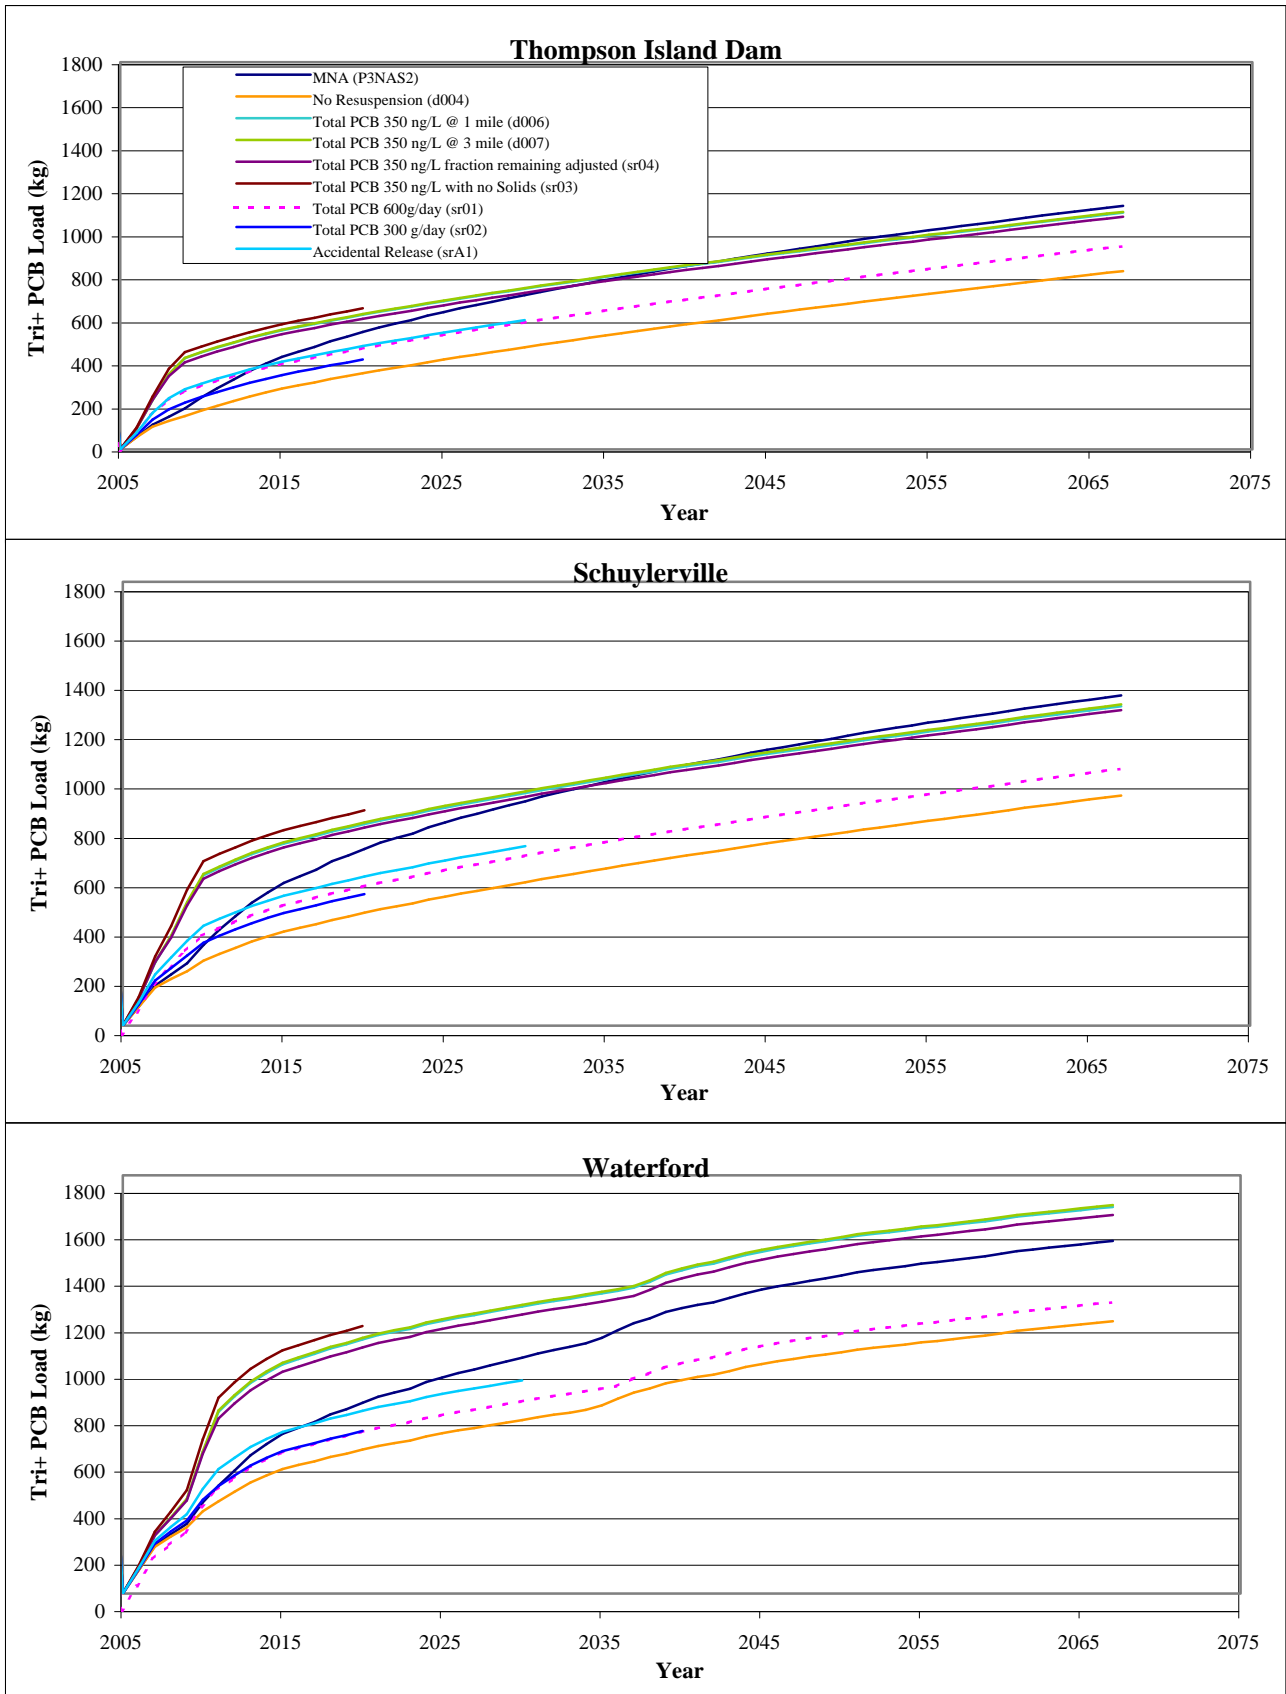 Thompson Island Dam
1800
1600
1400
1200
1000
800
600
400
200
0
Tri+ PCB Load (kg)
MNA (P3NAS2)
No Resuspension (d004)
Total PCB 350 ng/L @ 1 mile (d006)
Total PCB 350 ng/L @ 3 mile (d007)
Total PCB 350 ng/L fraction remaining adjusted (sr04)
Total PCB 350 ng/L with no Solids (sr03)
Total PCB 600g/day (sr01)
Total PCB 300 g/day (sr02)
Accidental Release (srA1)
2005 2015 2025 2035 2045 2055 2065 2075
Year
Schuylerville
1800
1600
1400
1200
1000
800
600
400
200
0
Tri+ PCB Load (kg)
2005 2015 2025 2035 2045 2055 2065 2075
Year
Waterford
1800
1600
1400
1200
1000
800
600
400
200
0
Tri+ PCB Load (kg)
2005 2015 2025 2035 2045 2055 2065 2075
Year